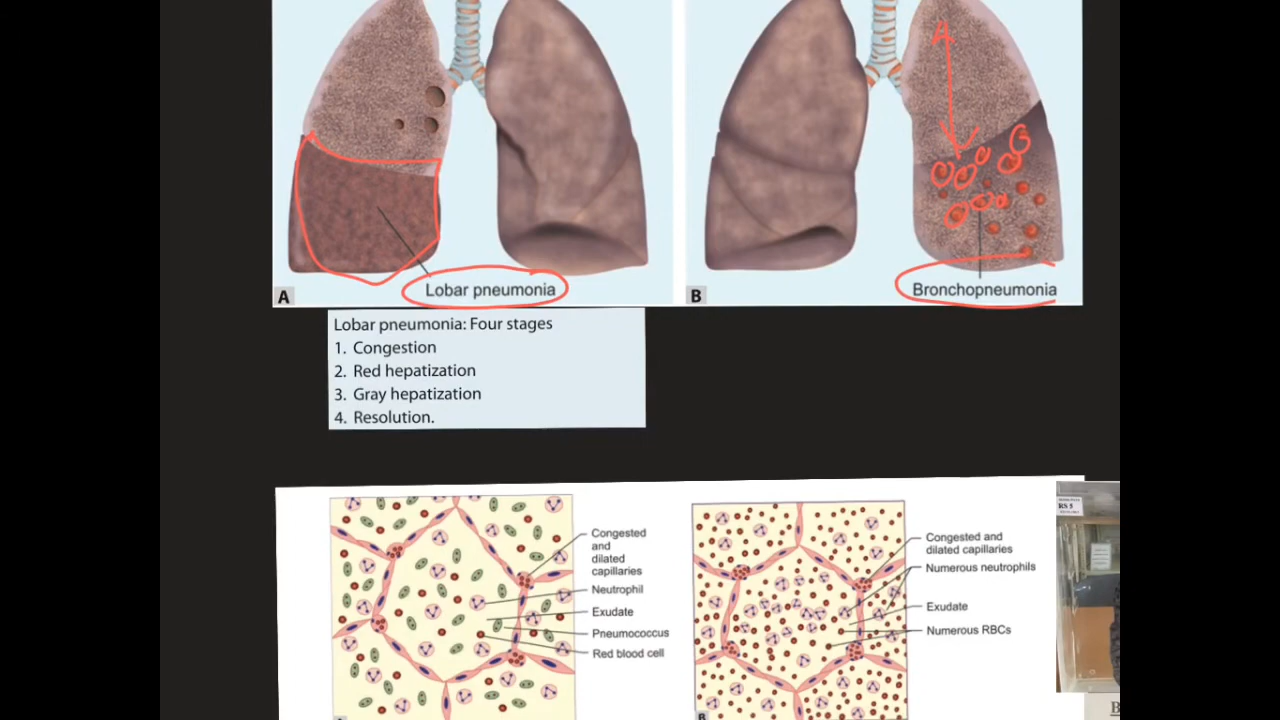 A
A
Lobar pneumonia
B
Bronchopneumonia
Lobar pneumonia: Four stages
1. Congestion
2. Red hepatization
3. Gray hepatization
4. Resolution.
Congested
and
dilated
capillaries
Neutrophil
Exudate
Pneumococcus
Red blood cell
Congested and
dilated capillaries
Numerous neutrophils
Exudate
Numerous RBCs
RS 5
B
B